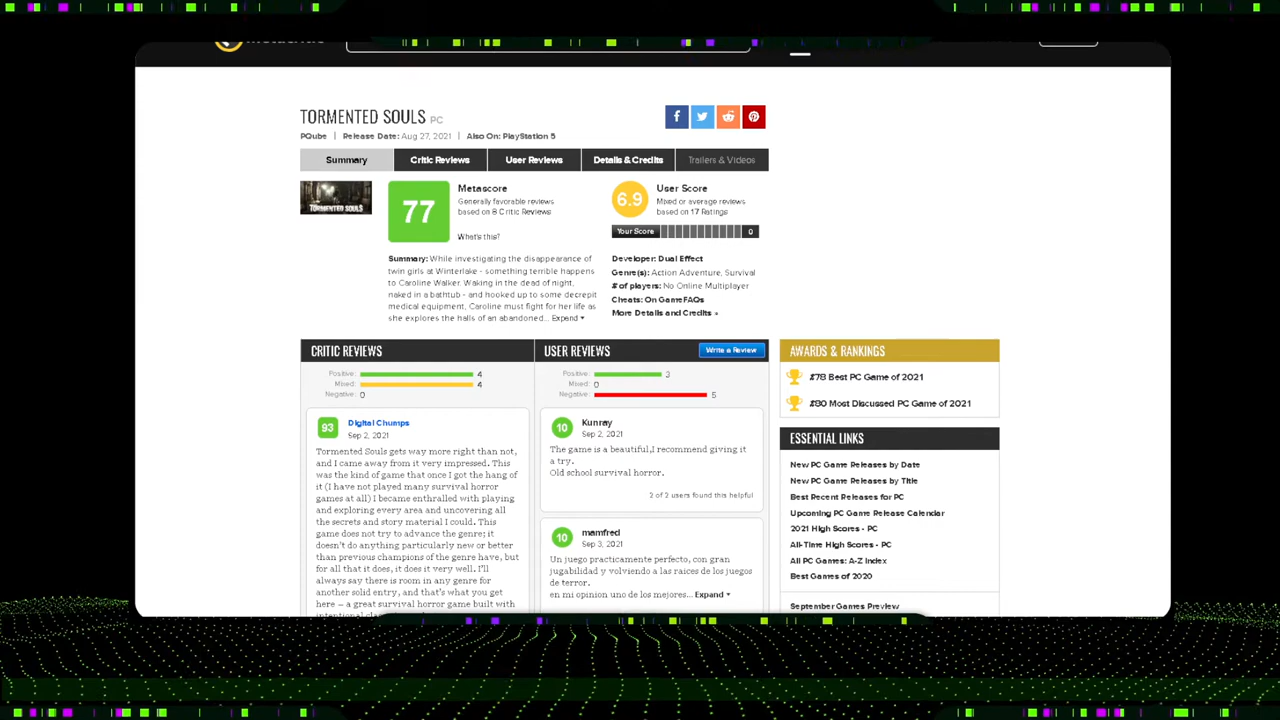 TORMENTED SOULS PC
PQube | Release Date: Aug 27, 2021 | Also On: PlayStation 5
Summary
Critic Reviews
User Reviews
Details & Credits
Trailers & Videos
TORMENTED SOULS
77
Metascore
Generally favorable reviews
based on 8 Critic Reviews
What's this?
6.9
User Score
Mixed or average reviews
based on 17 Ratings
Your Score
0
Summary: While investigating the disappearance of
twin girls at Winterlake - something terrible happens
to Caroline Walker. Waking in the dead of night,
naked in a bathtub - and hooked up to some decrepit
medical equipment, Caroline must fight for her life as
she explores the halls of an abandoned... Expand
Developer: Dual Effect
Genre(s): Action Adventure, Survival
# of players: No Online Multiplayer
Cheats: On GameFAQs
More Details and Credits »
CRITIC REVIEWS
Positive: 4
Mixed: 4
Negative: 0
93
Digital Chumps
Sep 2, 2021
Tormented Souls gets way more right than not,
and I came away from it very impressed. This
was the kind of game that once I got the hang of
it (I have not played many survival horror
games at all) I became enthralled with playing
and exploring every area and uncovering all
the secrets and story material I could. This
game does not try to advance the genre; it
doesn't do anything particularly new or better
than previous champions of the genre have, but
for all that it does, it does it very well. I'll
always say there is room in any genre for
another solid entry, and that's what you get
here – a great survival horror game built with
USER REVIEWS
Write a Review
Positive: 3
Mixed: 0
Negative: 5
10
Kunray
Sep 2, 2021
The game is a beautiful,I recommend giving it
a try.
Old school survival horror.
2 of 2 users found this helpful
10
mamfred
Sep 3, 2021
Un juego practicamente perfecto, con gran
jugabilidad y volviendo a las raices de los juegos
de terror.
en mi opinion uno de los mejores... Expand
AWARDS & RANKINGS
#78 Best PC Game of 2021
#80 Most Discussed PC Game of 2021
ESSENTIAL LINKS
New PC Game Releases by Date
New PC Game Releases by Title
Best Recent Releases for PC
Upcoming PC Game Release Calendar
2021 High Scores - PC
All-Time High Scores - PC
All PC Games: A-Z Index
Best Games of 2020
September Games Preview